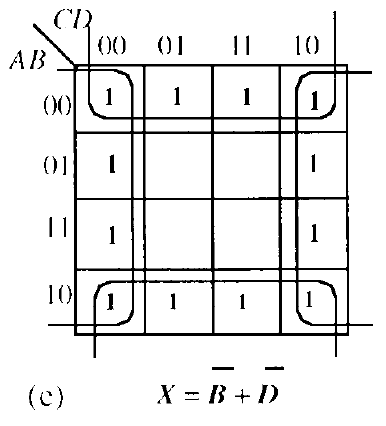 CD
00 01 11 10
AB
00 1 1 1 1
01 1 1
11 1 1
10 1 1 1 1
(e) X = B̅ + D̅